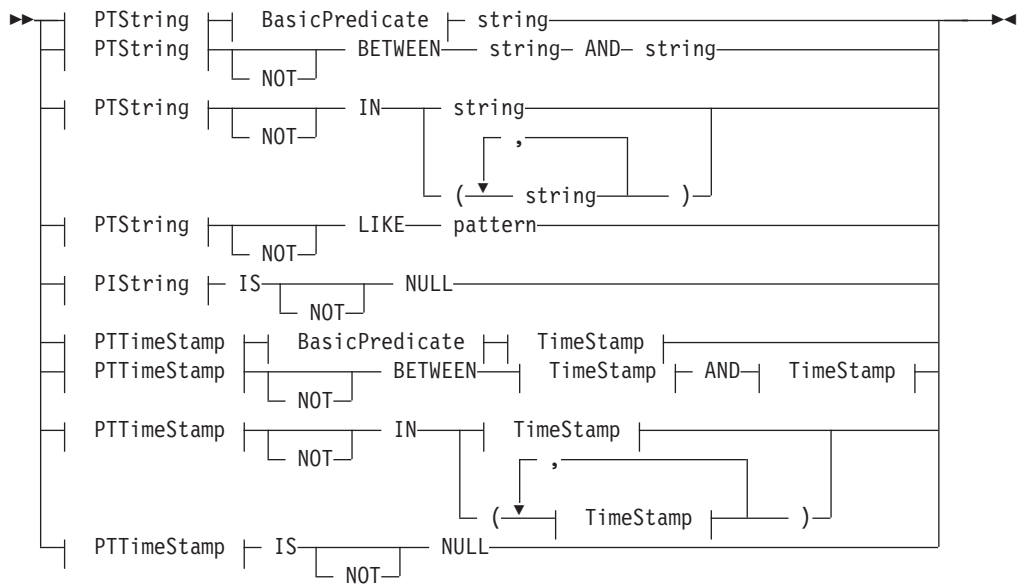 PTString BasicPredicate string
PTString BETWEEN string AND string
NOT
PTString IN string
NOT ,
( string )
PTString LIKE pattern
NOT
PIString IS NULL
NOT
PTTimeStamp BasicPredicate TimeStamp
PTTimeStamp BETWEEN TimeStamp AND TimeStamp
NOT
PTTimeStamp IN TimeStamp
NOT ,
( TimeStamp )
PTTimeStamp IS NULL
NOT